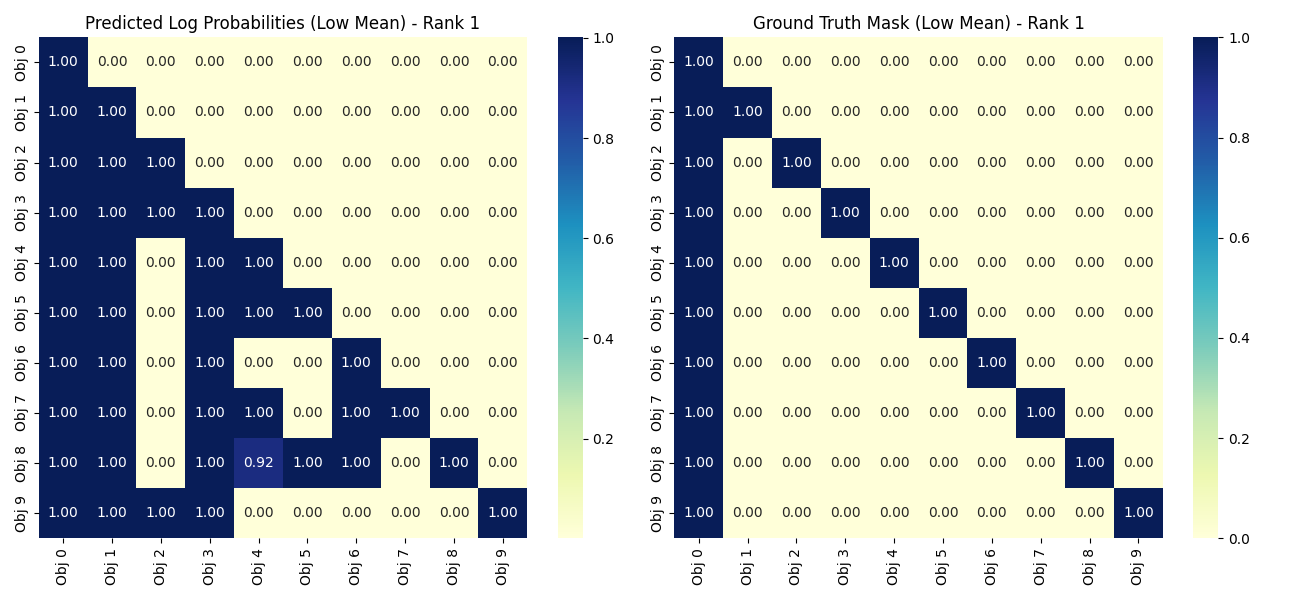 Predicted Log Probabilities (Low Mean) - Rank 1
Obj 0 1.00 0.00 0.00 0.00 0.00 0.00 0.00 0.00 0.00 0.00
Obj 1 1.00 1.00 0.00 0.00 0.00 0.00 0.00 0.00 0.00 0.00
Obj 2 1.00 1.00 1.00 0.00 0.00 0.00 0.00 0.00 0.00 0.00
Obj 3 1.00 1.00 1.00 1.00 0.00 0.00 0.00 0.00 0.00 0.00
Obj 4 1.00 1.00 0.00 1.00 1.00 0.00 0.00 0.00 0.00 0.00
Obj 5 1.00 1.00 0.00 1.00 1.00 1.00 0.00 0.00 0.00 0.00
Obj 6 1.00 1.00 0.00 1.00 0.00 0.00 1.00 0.00 0.00 0.00
Obj 7 1.00 1.00 0.00 1.00 1.00 0.00 1.00 1.00 0.00 0.00
Obj 8 1.00 1.00 0.00 1.00 0.92 1.00 1.00 0.00 1.00 0.00
Obj 9 1.00 1.00 1.00 1.00 0.00 0.00 0.00 0.00 0.00 1.00
Obj 0 Obj 1 Obj 2 Obj 3 Obj 4 Obj 5 Obj 6 Obj 7 Obj 8 Obj 9
1.0
0.8
0.6
0.4
0.2
Ground Truth Mask (Low Mean) - Rank 1
Obj 0 1.00 0.00 0.00 0.00 0.00 0.00 0.00 0.00 0.00 0.00
Obj 1 1.00 1.00 0.00 0.00 0.00 0.00 0.00 0.00 0.00 0.00
Obj 2 1.00 0.00 1.00 0.00 0.00 0.00 0.00 0.00 0.00 0.00
Obj 3 1.00 0.00 0.00 1.00 0.00 0.00 0.00 0.00 0.00 0.00
Obj 4 1.00 0.00 0.00 0.00 1.00 0.00 0.00 0.00 0.00 0.00
Obj 5 1.00 0.00 0.00 0.00 0.00 1.00 0.00 0.00 0.00 0.00
Obj 6 1.00 0.00 0.00 0.00 0.00 0.00 1.00 0.00 0.00 0.00
Obj 7 1.00 0.00 0.00 0.00 0.00 0.00 0.00 1.00 0.00 0.00
Obj 8 1.00 0.00 0.00 0.00 0.00 0.00 0.00 0.00 1.00 0.00
Obj 9 1.00 0.00 0.00 0.00 0.00 0.00 0.00 0.00 0.00 1.00
Obj 0 Obj 1 Obj 2 Obj 3 Obj 4 Obj 5 Obj 6 Obj 7 Obj 8 Obj 9
1.0
0.8
0.6
0.4
0.2
0.0